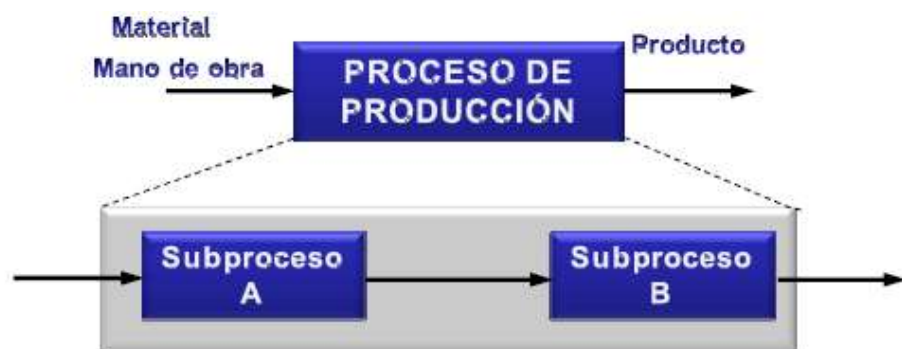 Material
Mano de obra
PROCESO DE
PRODUCCIÓN
Producto
Subproceso
A
Subproceso
B